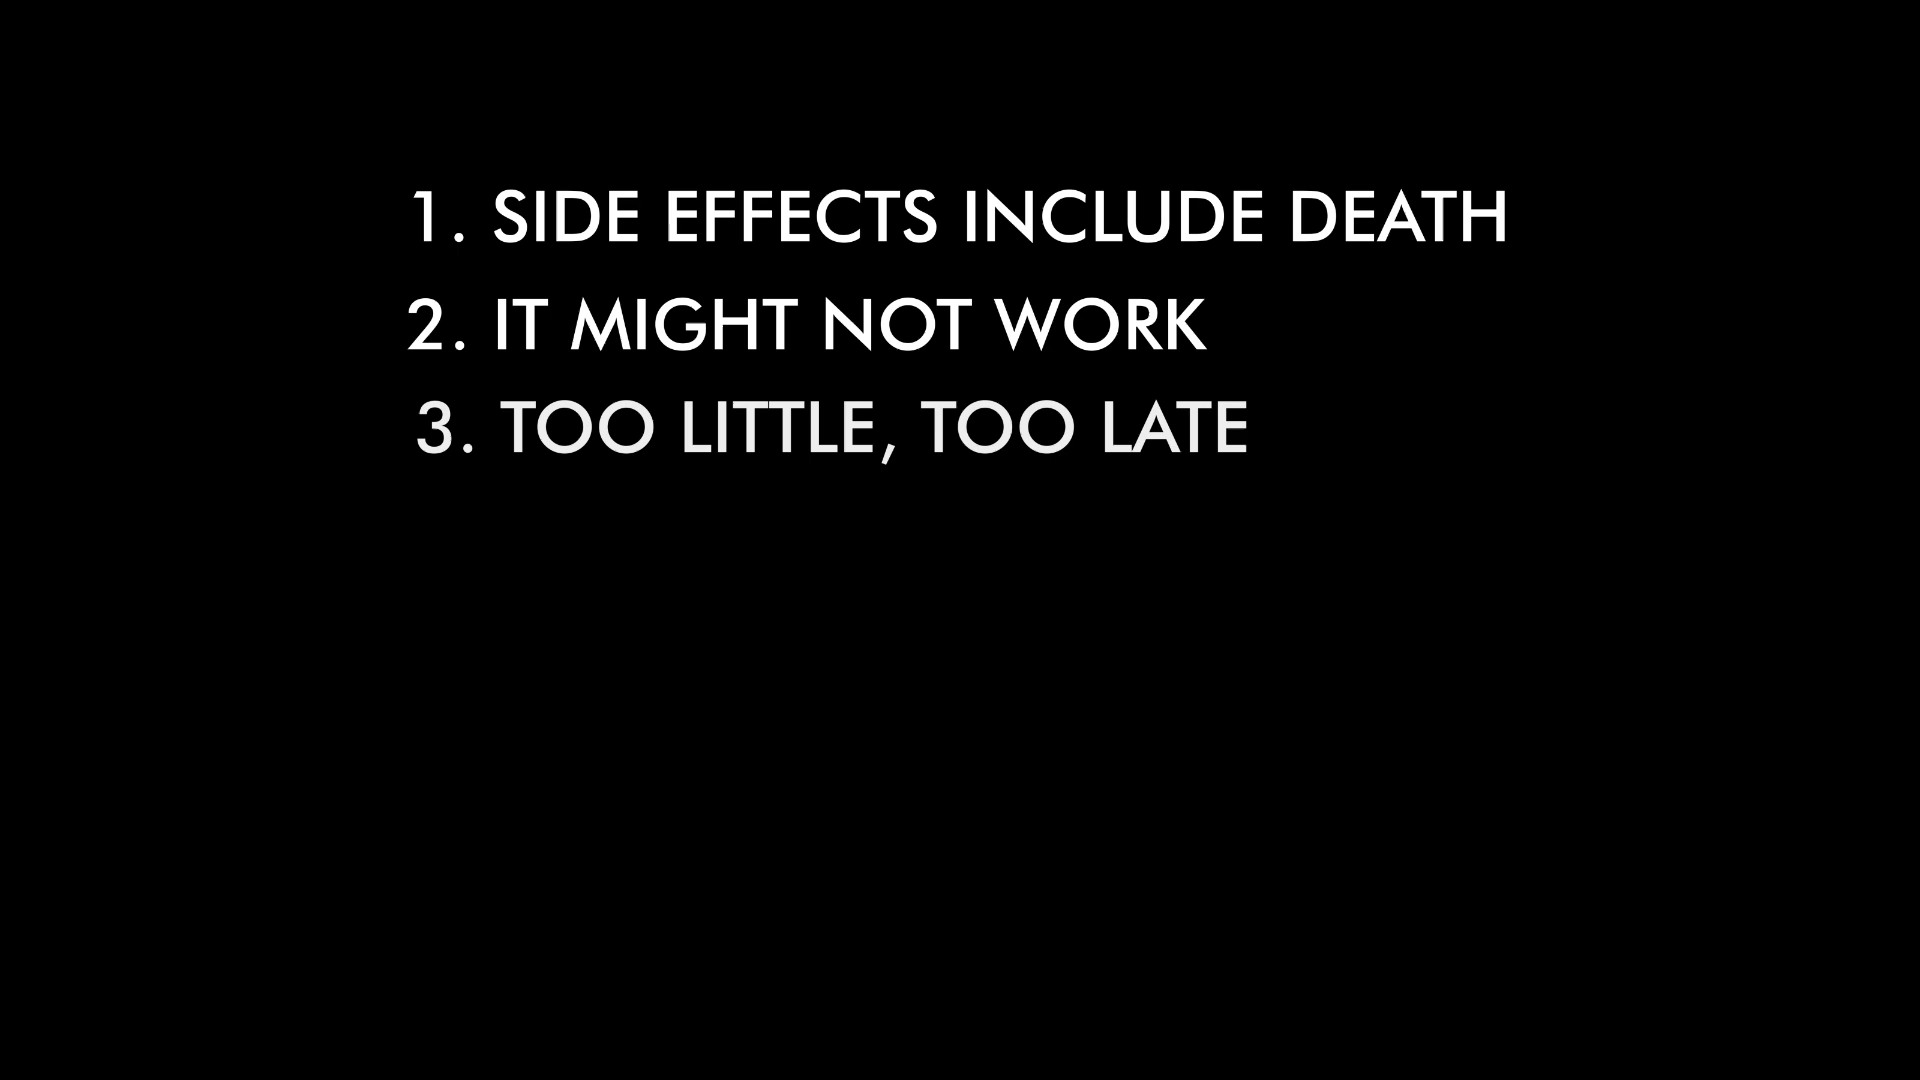 1. SIDE EFFECTS INCLUDE DEATH
2. IT MIGHT NOT WORK
3. TOO LITTLE, TOO LATE